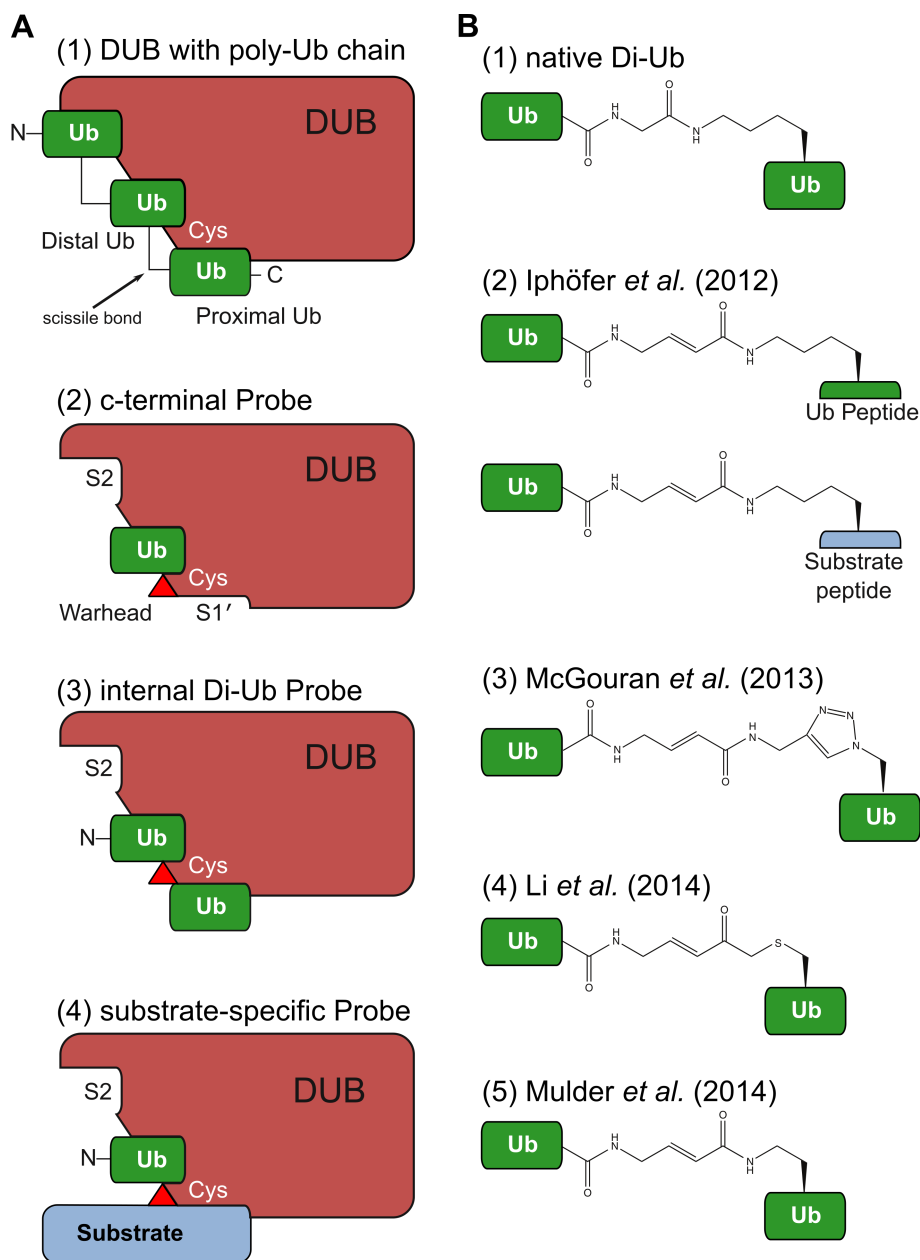 A
(1) DUB with poly-Ub chain
DUB
N
Ub
Ub
Cys
Distal Ub
Ub
C
scissile bond
Proximal Ub
(2) c-terminal Probe
DUB
S2
Ub
Cys
Warhead
S1′
(3) internal Di-Ub Probe
DUB
S2
N
Ub
Cys
Ub
(4) substrate-specific Probe
DUB
S2
N
Ub
Cys
Substrate
B
(1) native Di-Ub
Ub
O
H
N
O
N
H
Ub
(2) Iphöfer et al. (2012)
Ub
O
H
N
O
N
H
Ub Peptide
Ub
O
H
N
O
N
H
Substrate
peptide
(3) McGouran et al. (2013)
Ub
O
N
H
O
H
N
N
N
N
Ub
(4) Li et al. (2014)
Ub
O
H
N
O
S
Ub
(5) Mulder et al. (2014)
Ub
O
H
N
O
N
H
Ub